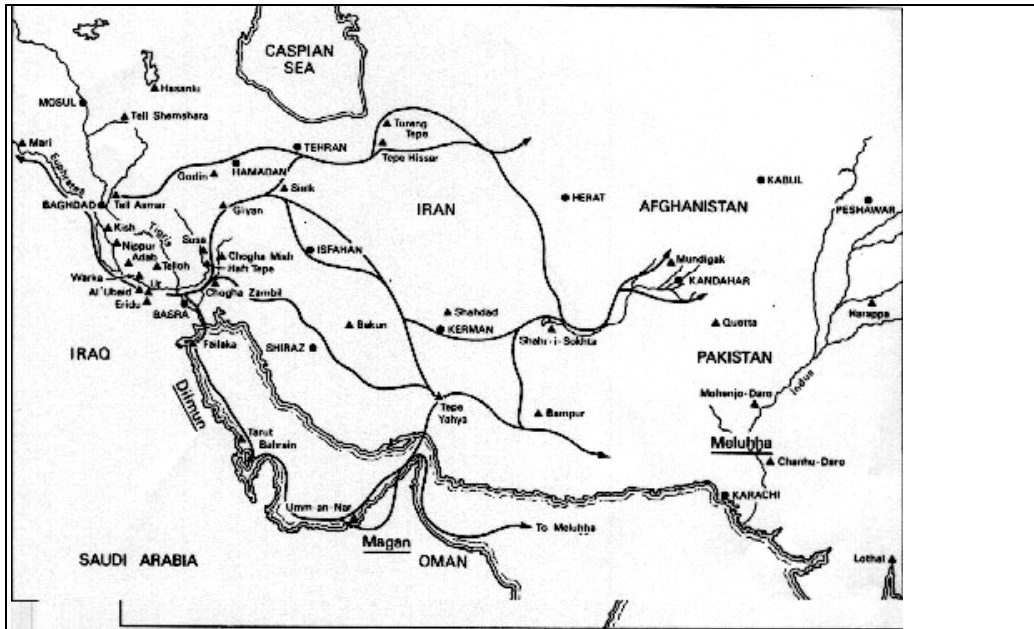 CASPIAN
SEA
Hasanlu
MOSUL
Tell Shemshara
Mari
Euphrates
TEHRAN
Tureng
Tepe
Tepe Hissar
Godin
HAMADAN
BAGHDAD
Tell Asmar
Sialk
Giyan
IRAN
HERAT
AFGHANISTAN
KABUL
PESHAWAR
Kish
Nippur
Adab
Tigris
Telloh
Susa
Chogha Mish
Haft Tepe
ISFAHAN
Warka
Ur
Al'Ubaid
Eridu
Chogha Zambil
BASRA
Mundigak
KANDAHAR
Harappa
IRAQ
Failaka
SHIRAZ
Bakun
Shahdad
KERMAN
Shahr-i-Sokhta
Quetta
PAKISTAN
Indus
Dilmun
Tepe
Yahya
Bampur
Mohenjo-Daro
Meluhha
Tarut
Bahrain
Chanhu-Daro
KARACHI
Umm-an-Nar
To Meluhha
Magan
SAUDI ARABIA
OMAN
Lothal